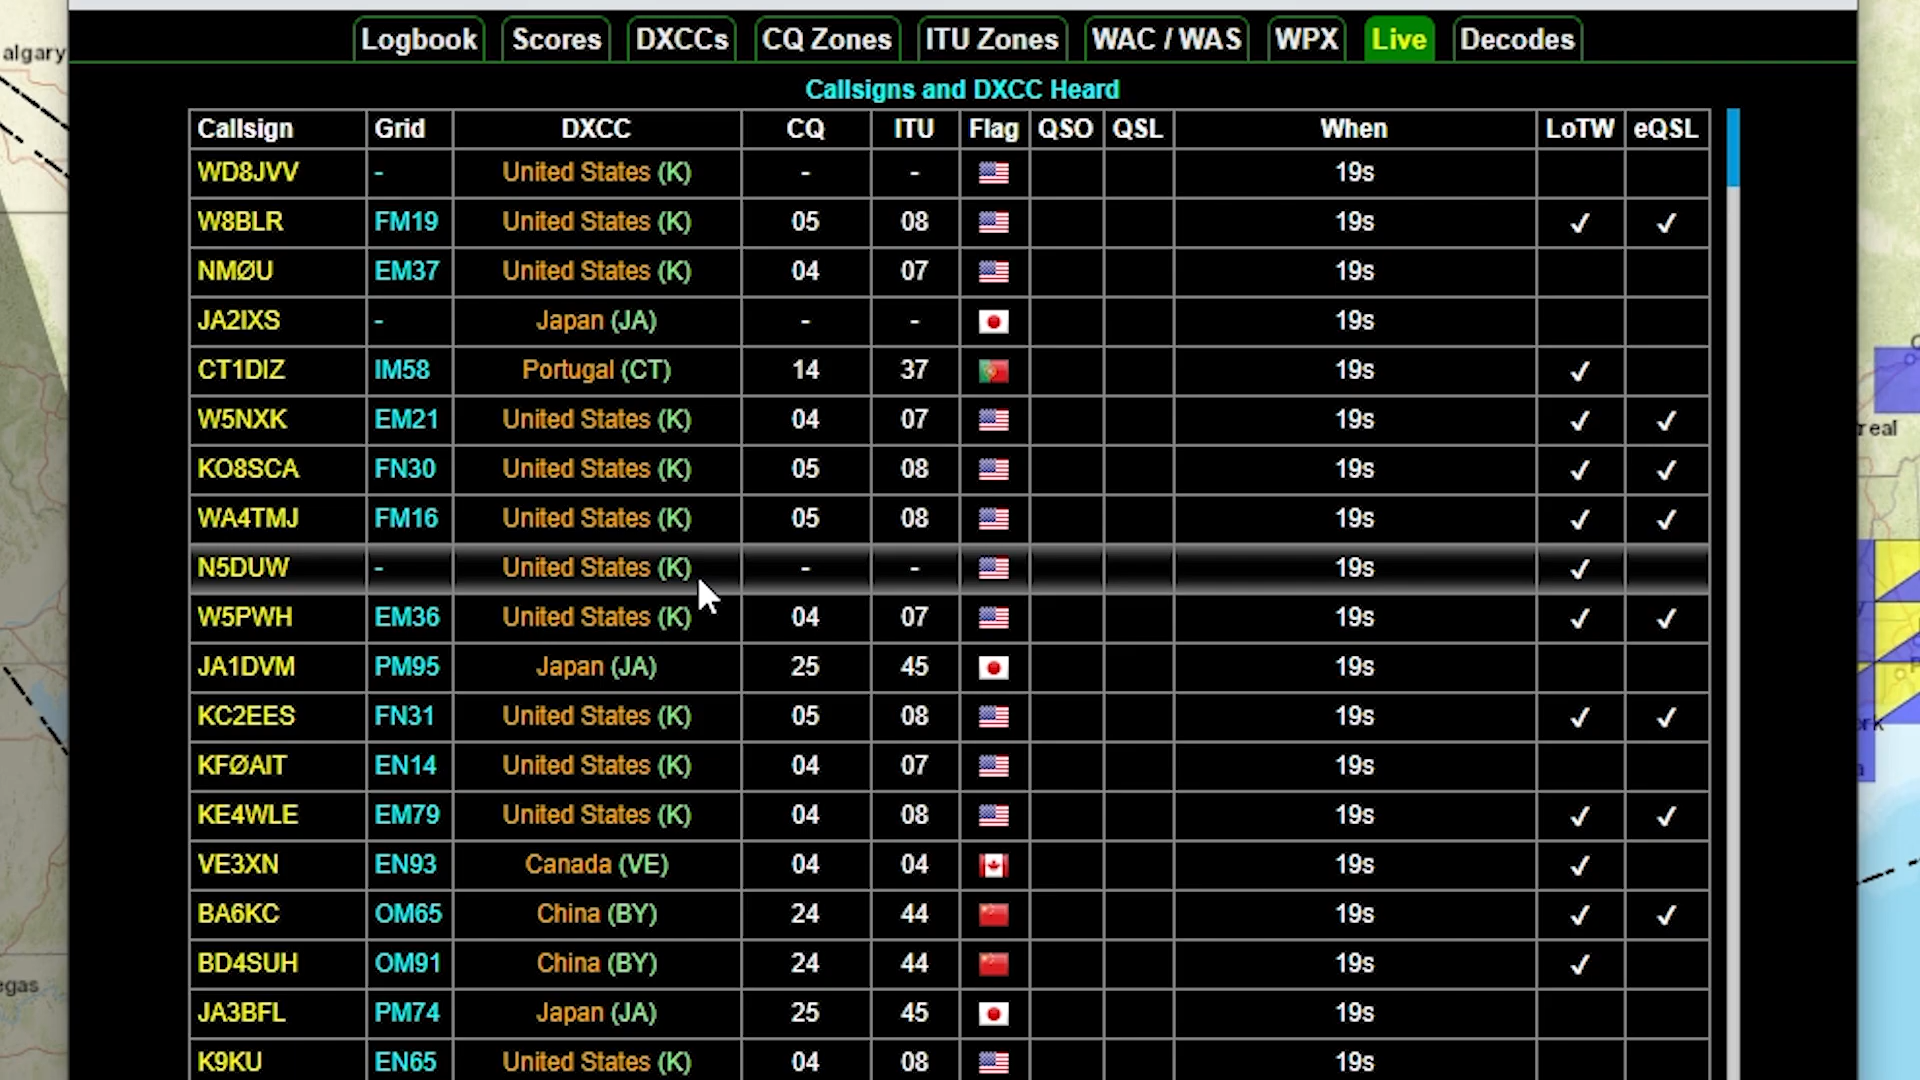 Logbook Scores DXCCs CQ Zones ITU Zones WAC / WAS WPX Live Decodes
algary
Callsigns and DXCC Heard
Callsign Grid DXCC CQ ITU Flag QSO QSL When LoTW eQSL
WD8JVV - United States (K) - - 19s
W8BLR FM19 United States (K) 05 08 19s ✓ ✓
NMØU EM37 United States (K) 04 07 19s
JA2IXS - Japan (JA) - - 19s
CT1DIZ IM58 Portugal (CT) 14 37 19s ✓
W5NXK EM21 United States (K) 04 07 19s ✓ ✓
real
KO8SCA FN30 United States (K) 05 08 19s ✓ ✓
WA4TMJ FM16 United States (K) 05 08 19s ✓ ✓
N5DUW - United States (K) - - 19s ✓
W5PWH EM36 United States (K) 04 07 19s ✓ ✓
JA1DVM PM95 Japan (JA) 25 45 19s
KC2EES FN31 United States (K) 05 08 19s ✓ ✓
ork
KFØAIT EN14 United States (K) 04 07 19s
KE4WLE EM79 United States (K) 04 08 19s ✓ ✓
VE3XN EN93 Canada (VE) 04 04 19s ✓
BA6KC OM65 China (BY) 24 44 19s ✓ ✓
BD4SUH OM91 China (BY) 24 44 19s ✓
egas
JA3BFL PM74 Japan (JA) 25 45 19s
K9KU EN65 United States (K) 04 08 19s